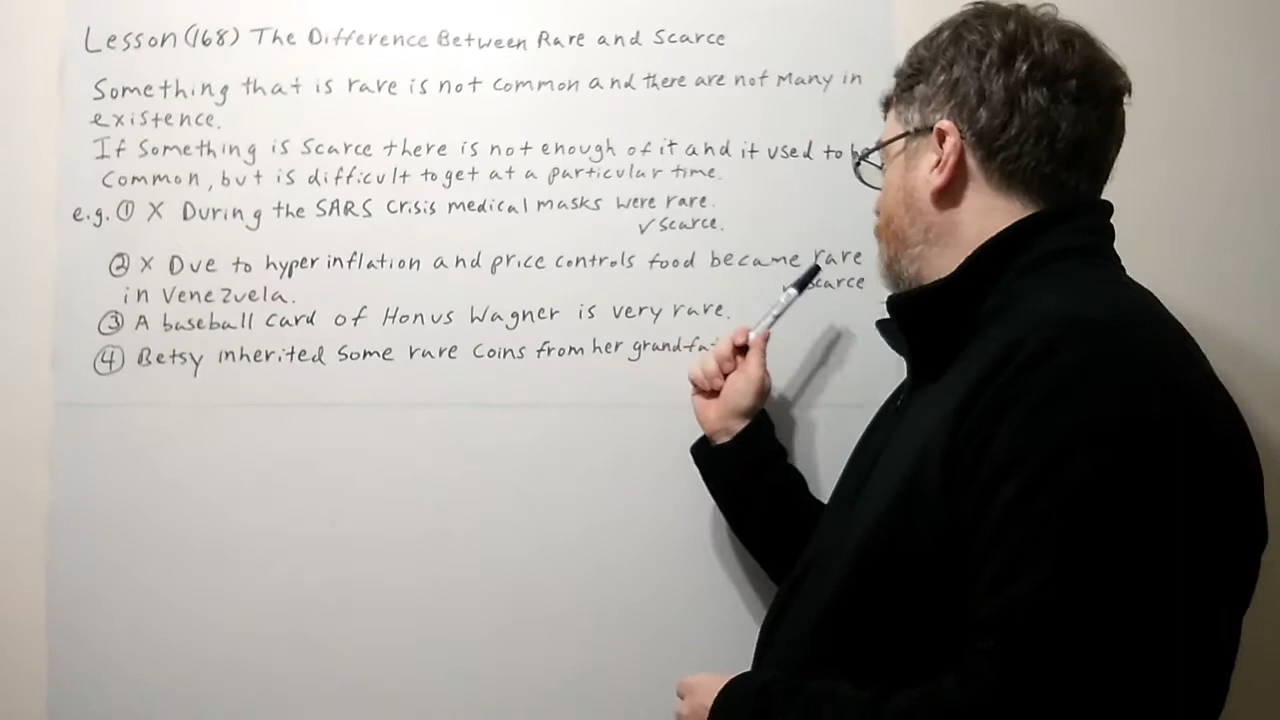 Lesson (168) The Difference Between Rare and Scarce
Something that is rare is not common and there are not many in
existence.
If something is scarce there is not enough of it and it used to
common, but is difficult to get at a particular time.
e.g. ① X During the SARS crisis medical masks were rare.
✓ scarce.
② X Due to hyper inflation and price controls food became rare
scarce
in Venezuela.
③ A baseball card of Honus Wagner is very rare.
④ Betsy inherited some rare coins from her